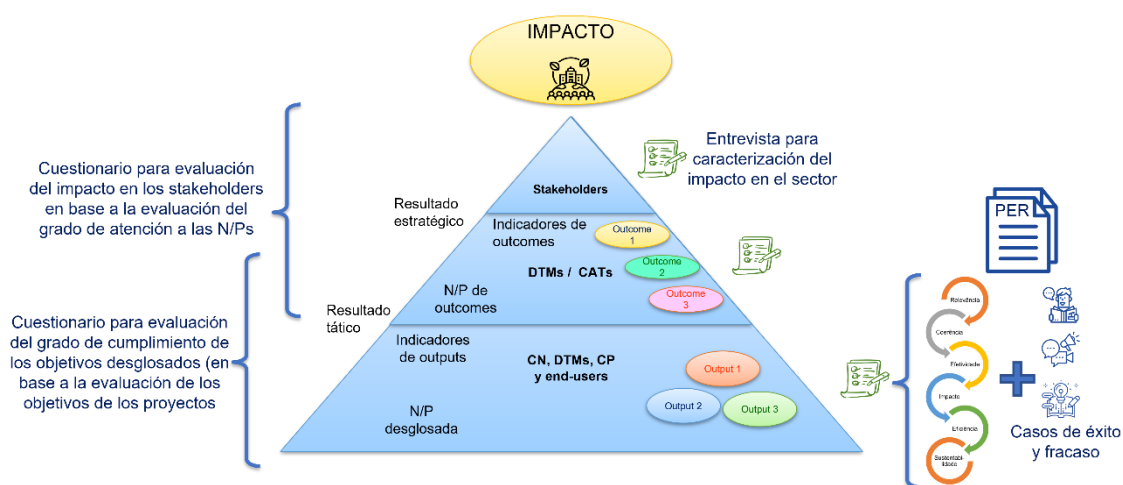 IMPACTO
Entrevista para
caracterización del
impacto en el sector
Cuestionario para evaluación
del impacto en los stakeholders
en base a la evaluación del
grado de atención a las N/Ps
Stakeholders
Resultado
estratégico
Indicadores de
outcomes
Outcome
1
DTMs / CATs
Outcome
2
N/P de
outcomes
Outcome
3
Resultado
tático
Cuestionario para evaluación
del grado de cumplimiento de
los objetivos desglosados (en
base a la evaluación de los
objetivos de los proyectos
Indicadores
de outputs
CN, DTMs, CP
y end-users
Output 1
Output 2
Output 3
N/P
desglosada
PER
Relevância
Coerência
Efetividade
Impacto
Eficiência
Sustentabi-
lidade
Casos de éxito
y fracaso